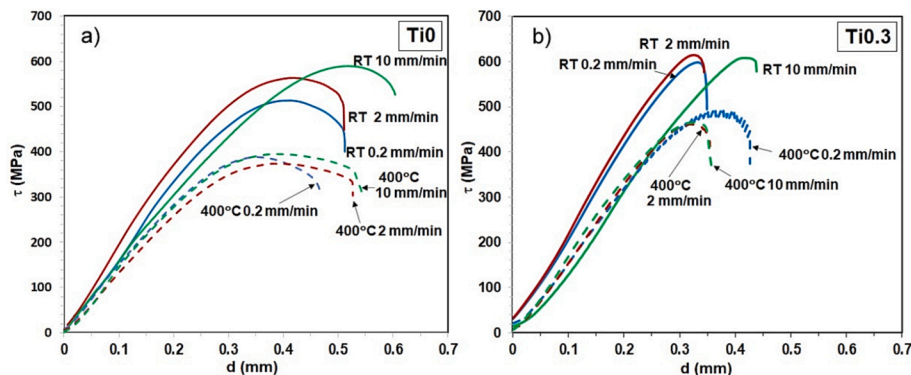 a)
Ti0
700
600
500
400
300
200
100
0
τ (MPa)
RT 10 mm/min
RT 2 mm/min
RT 0.2 mm/min
400°C
10 mm/min
400°C 0.2 mm/min
400°C 2 mm/min
0 0.1 0.2 0.3 0.4 0.5 0.6 0.7
d (mm)
b)
Ti0.3
700
600
500
400
300
200
100
0
τ (MPa)
RT 2 mm/min
RT 0.2 mm/min
RT 10 mm/min
400°C 0.2 mm/min
400°C
2 mm/min
400°C 10 mm/min
0 0.1 0.2 0.3 0.4 0.5 0.6 0.7
d (mm)